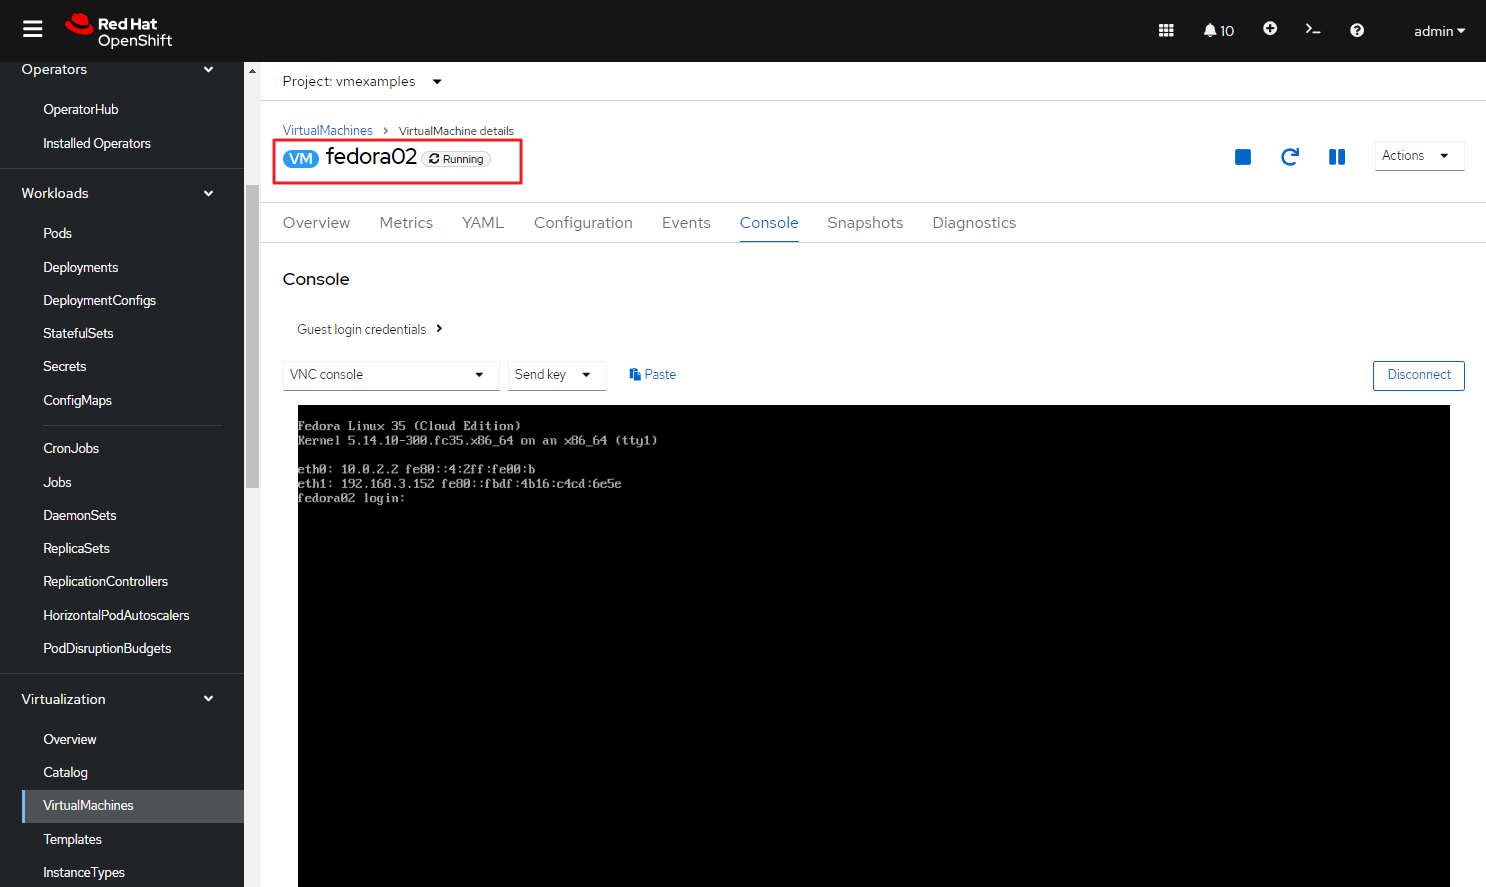 Red Hat
OpenShift
10
admin
Operators
OperatorHub
Installed Operators
Workloads
Pods
Deployments
DeploymentConfigs
StatefulSets
Secrets
ConfigMaps
CronJobs
Jobs
DaemonSets
ReplicaSets
ReplicationControllers
HorizontalPodAutoscalers
PodDisruptionBudgets
Virtualization
Overview
Catalog
VirtualMachines
Templates
InstanceTypes
Project: vmexamples
VirtualMachines > VirtualMachine details
VM fedora02 Running
Actions
Overview Metrics YAML Configuration Events Console Snapshots Diagnostics
Console
Guest login credentials
VNC console Send key Paste Disconnect
Fedora Linux 35 (Cloud Edition)
Kernel 5.14.10-300.fc35.x86_64 on an x86_64 (tty1)
eth0: 10.0.2.2 fe80::4:2ff:fe00:b
eth1: 192.168.3.152 fe80::fbdf:4b16:c4cd:6e5e
fedora02 login: